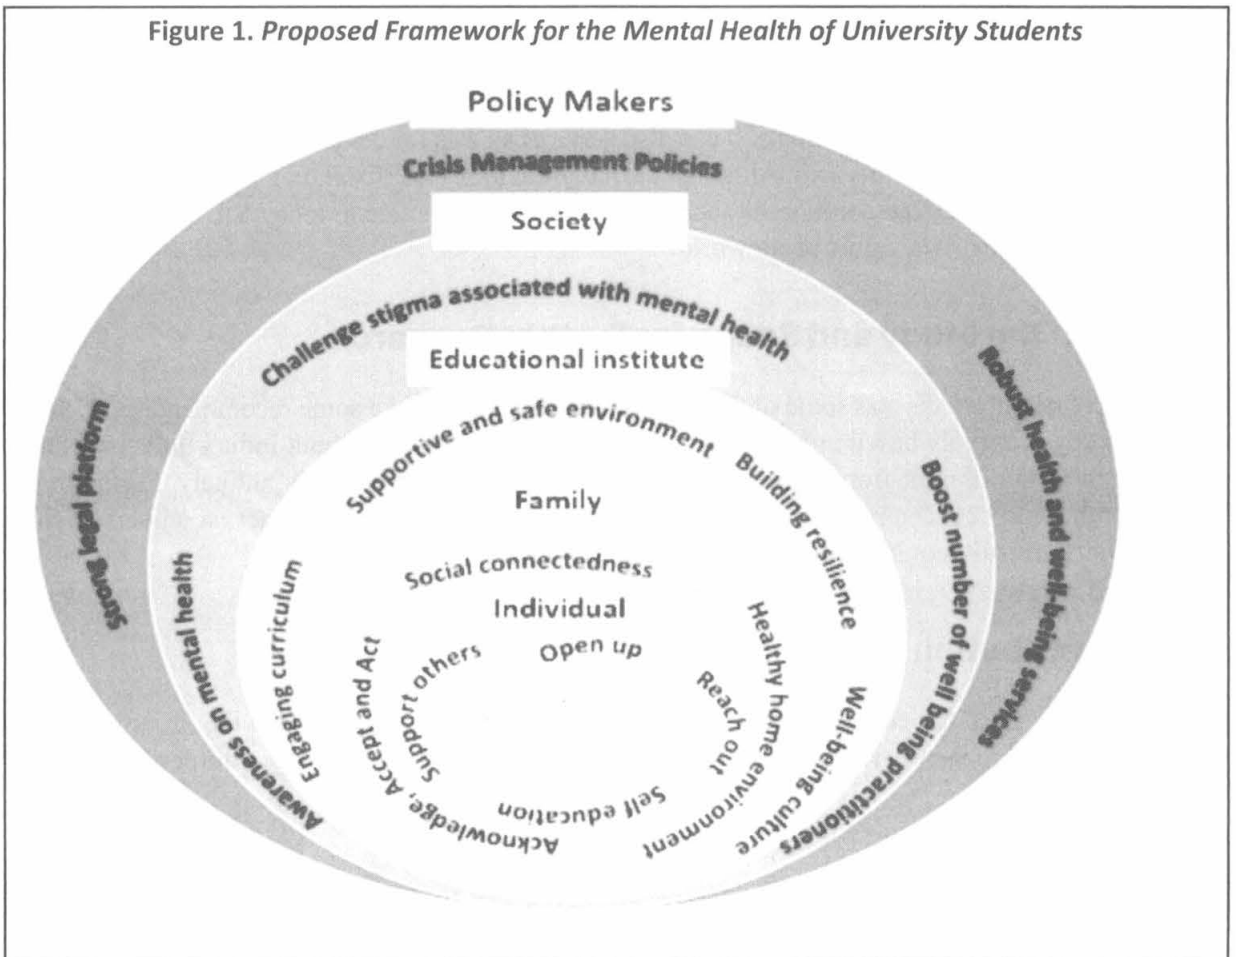 Figure 1. Proposed Framework for the Mental Health of University Students
Policy Makers
Crisis Management Policies
Strong legal platform
Robust health and well-being services
Society
Challenge stigma associated with mental health
Awareness on mental health
Boost number of well being practitioners
Educational institute
Supportive and safe environment
Building resilience
Engaging curriculum
Well-being culture
Family
Social connectedness
Healthy home environment
Acknowledge, Accept and Act
Individual
Open up
Support others
Reach out
Self education